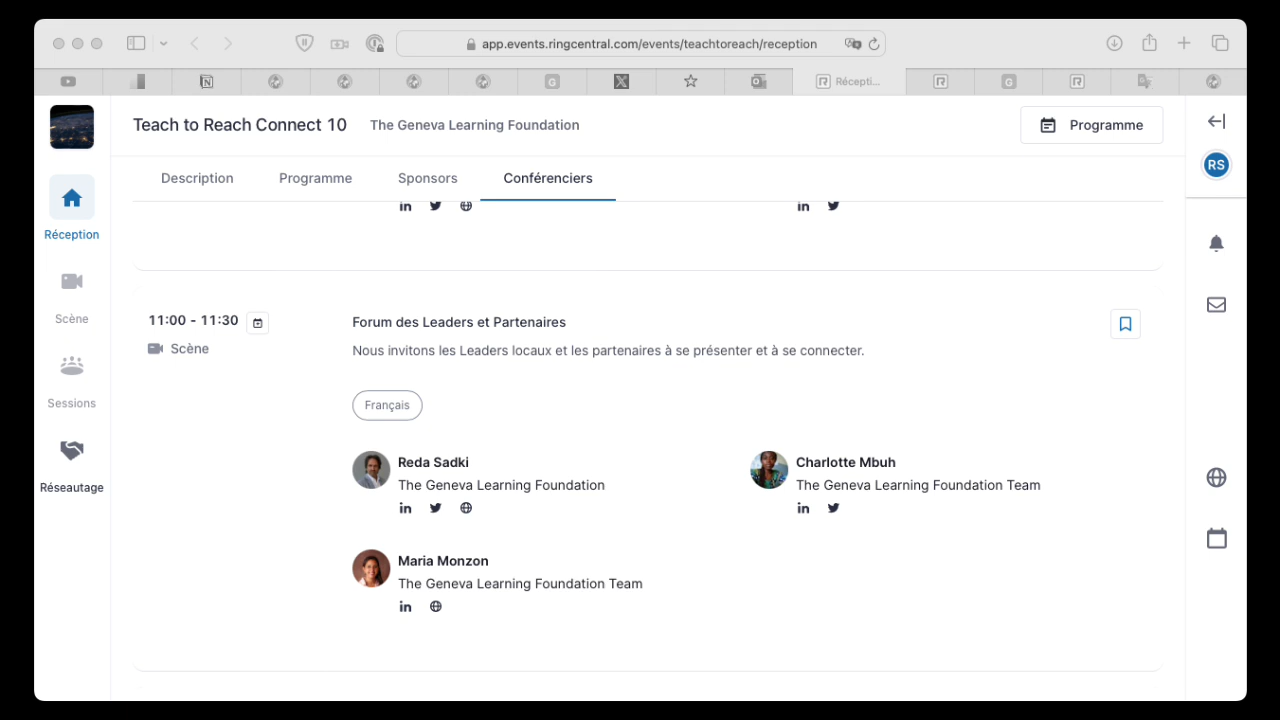 app.events.ringcentral.com/events/teachtoreach/reception
Récepti...
Teach to Reach Connect 10
The Geneva Learning Foundation
Programme
RS
Description
Programme
Sponsors
Conférenciers
Réception
Scène
Sessions
Réseautage
11:00 - 11:30
Scène
Forum des Leaders et Partenaires
Nous invitons les Leaders locaux et les partenaires à se présenter et à se connecter.
Français
Reda Sadki
The Geneva Learning Foundation
Charlotte Mbuh
The Geneva Learning Foundation Team
Maria Monzon
The Geneva Learning Foundation Team